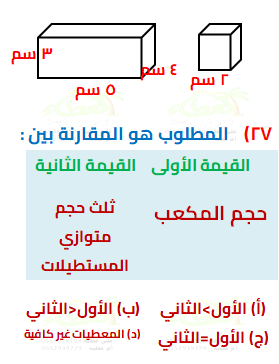 ٣ سم
٤ سم
٥ سم
٢ سم
٢٧) المطلوب هو المقارنة بين :
القيمة الأولى القيمة الثانية
حجم المكعب
ثلث حجم
متوازي
المستطيلات
(أ) الأول>الثاني (ب) الأول<الثاني
(ج) الأول=الثاني (د) المعطيات غير كافية